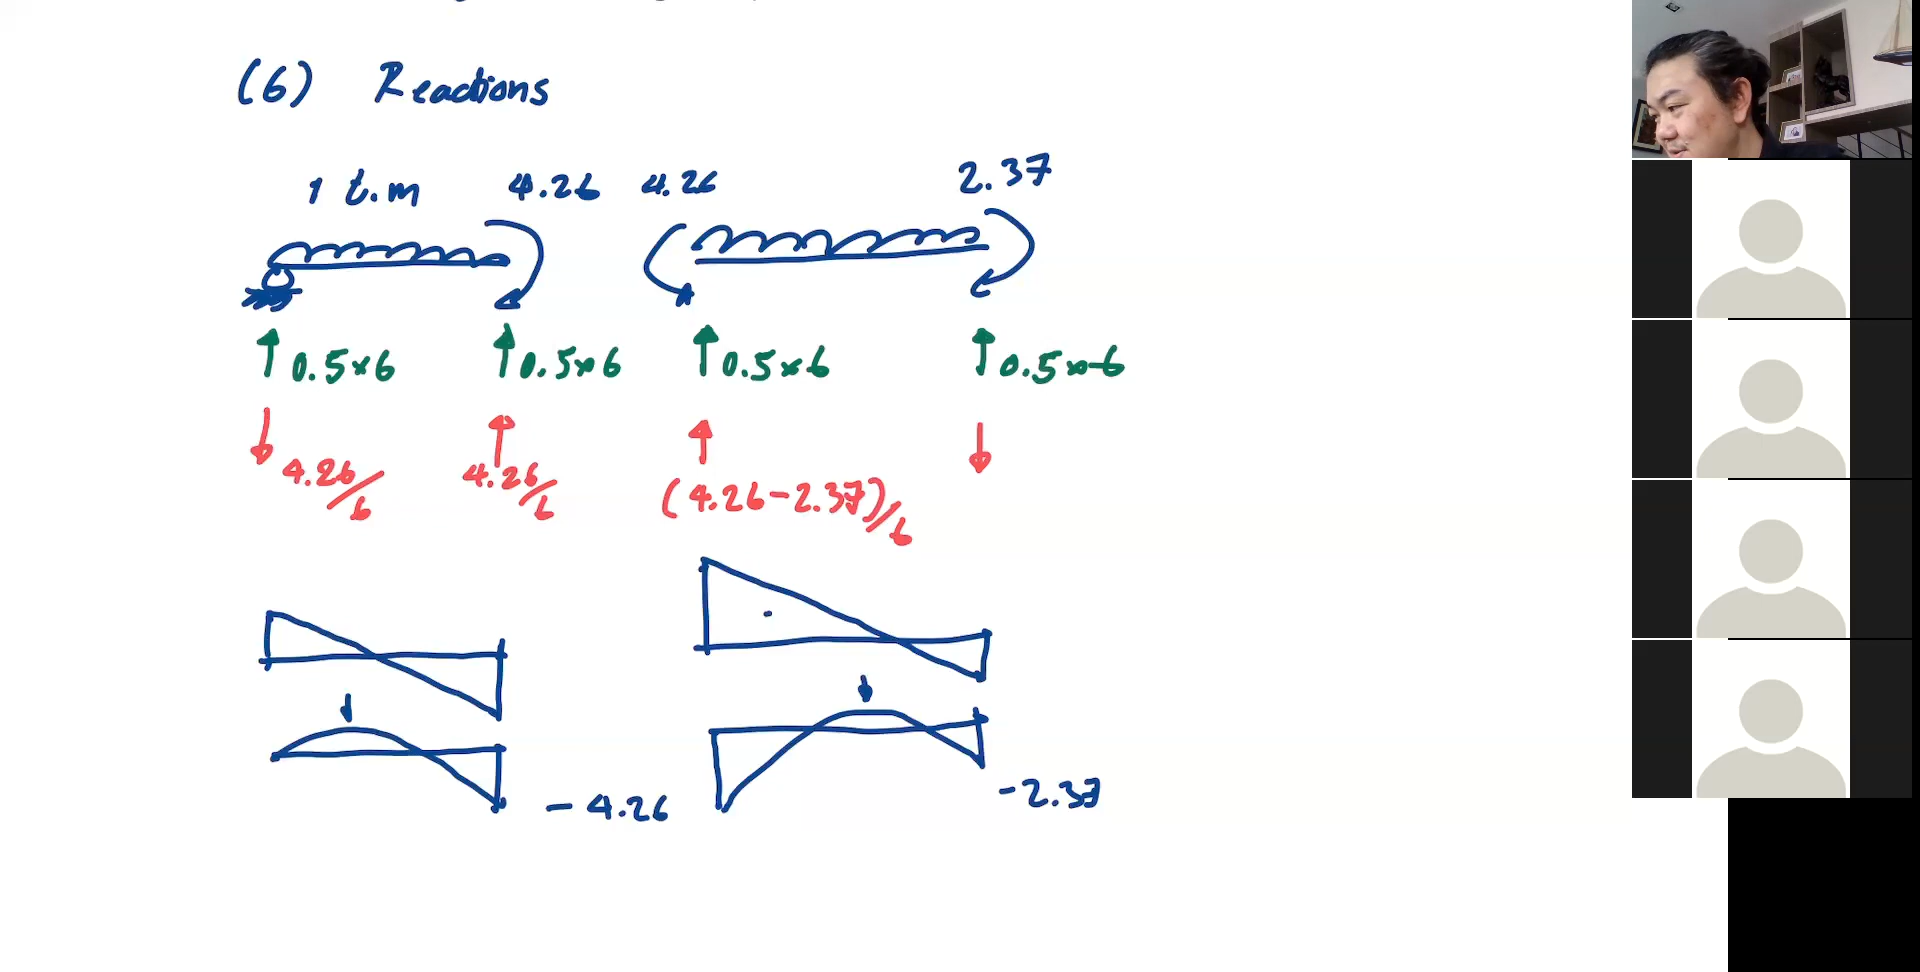 (6) Reactions
1 t.m 4.26 4.26 2.37
0.5×6 0.5×6 0.5×6 0.5×6
4.26/6 4.26/6 (4.26-2.37)/6
-4.26 -2.37